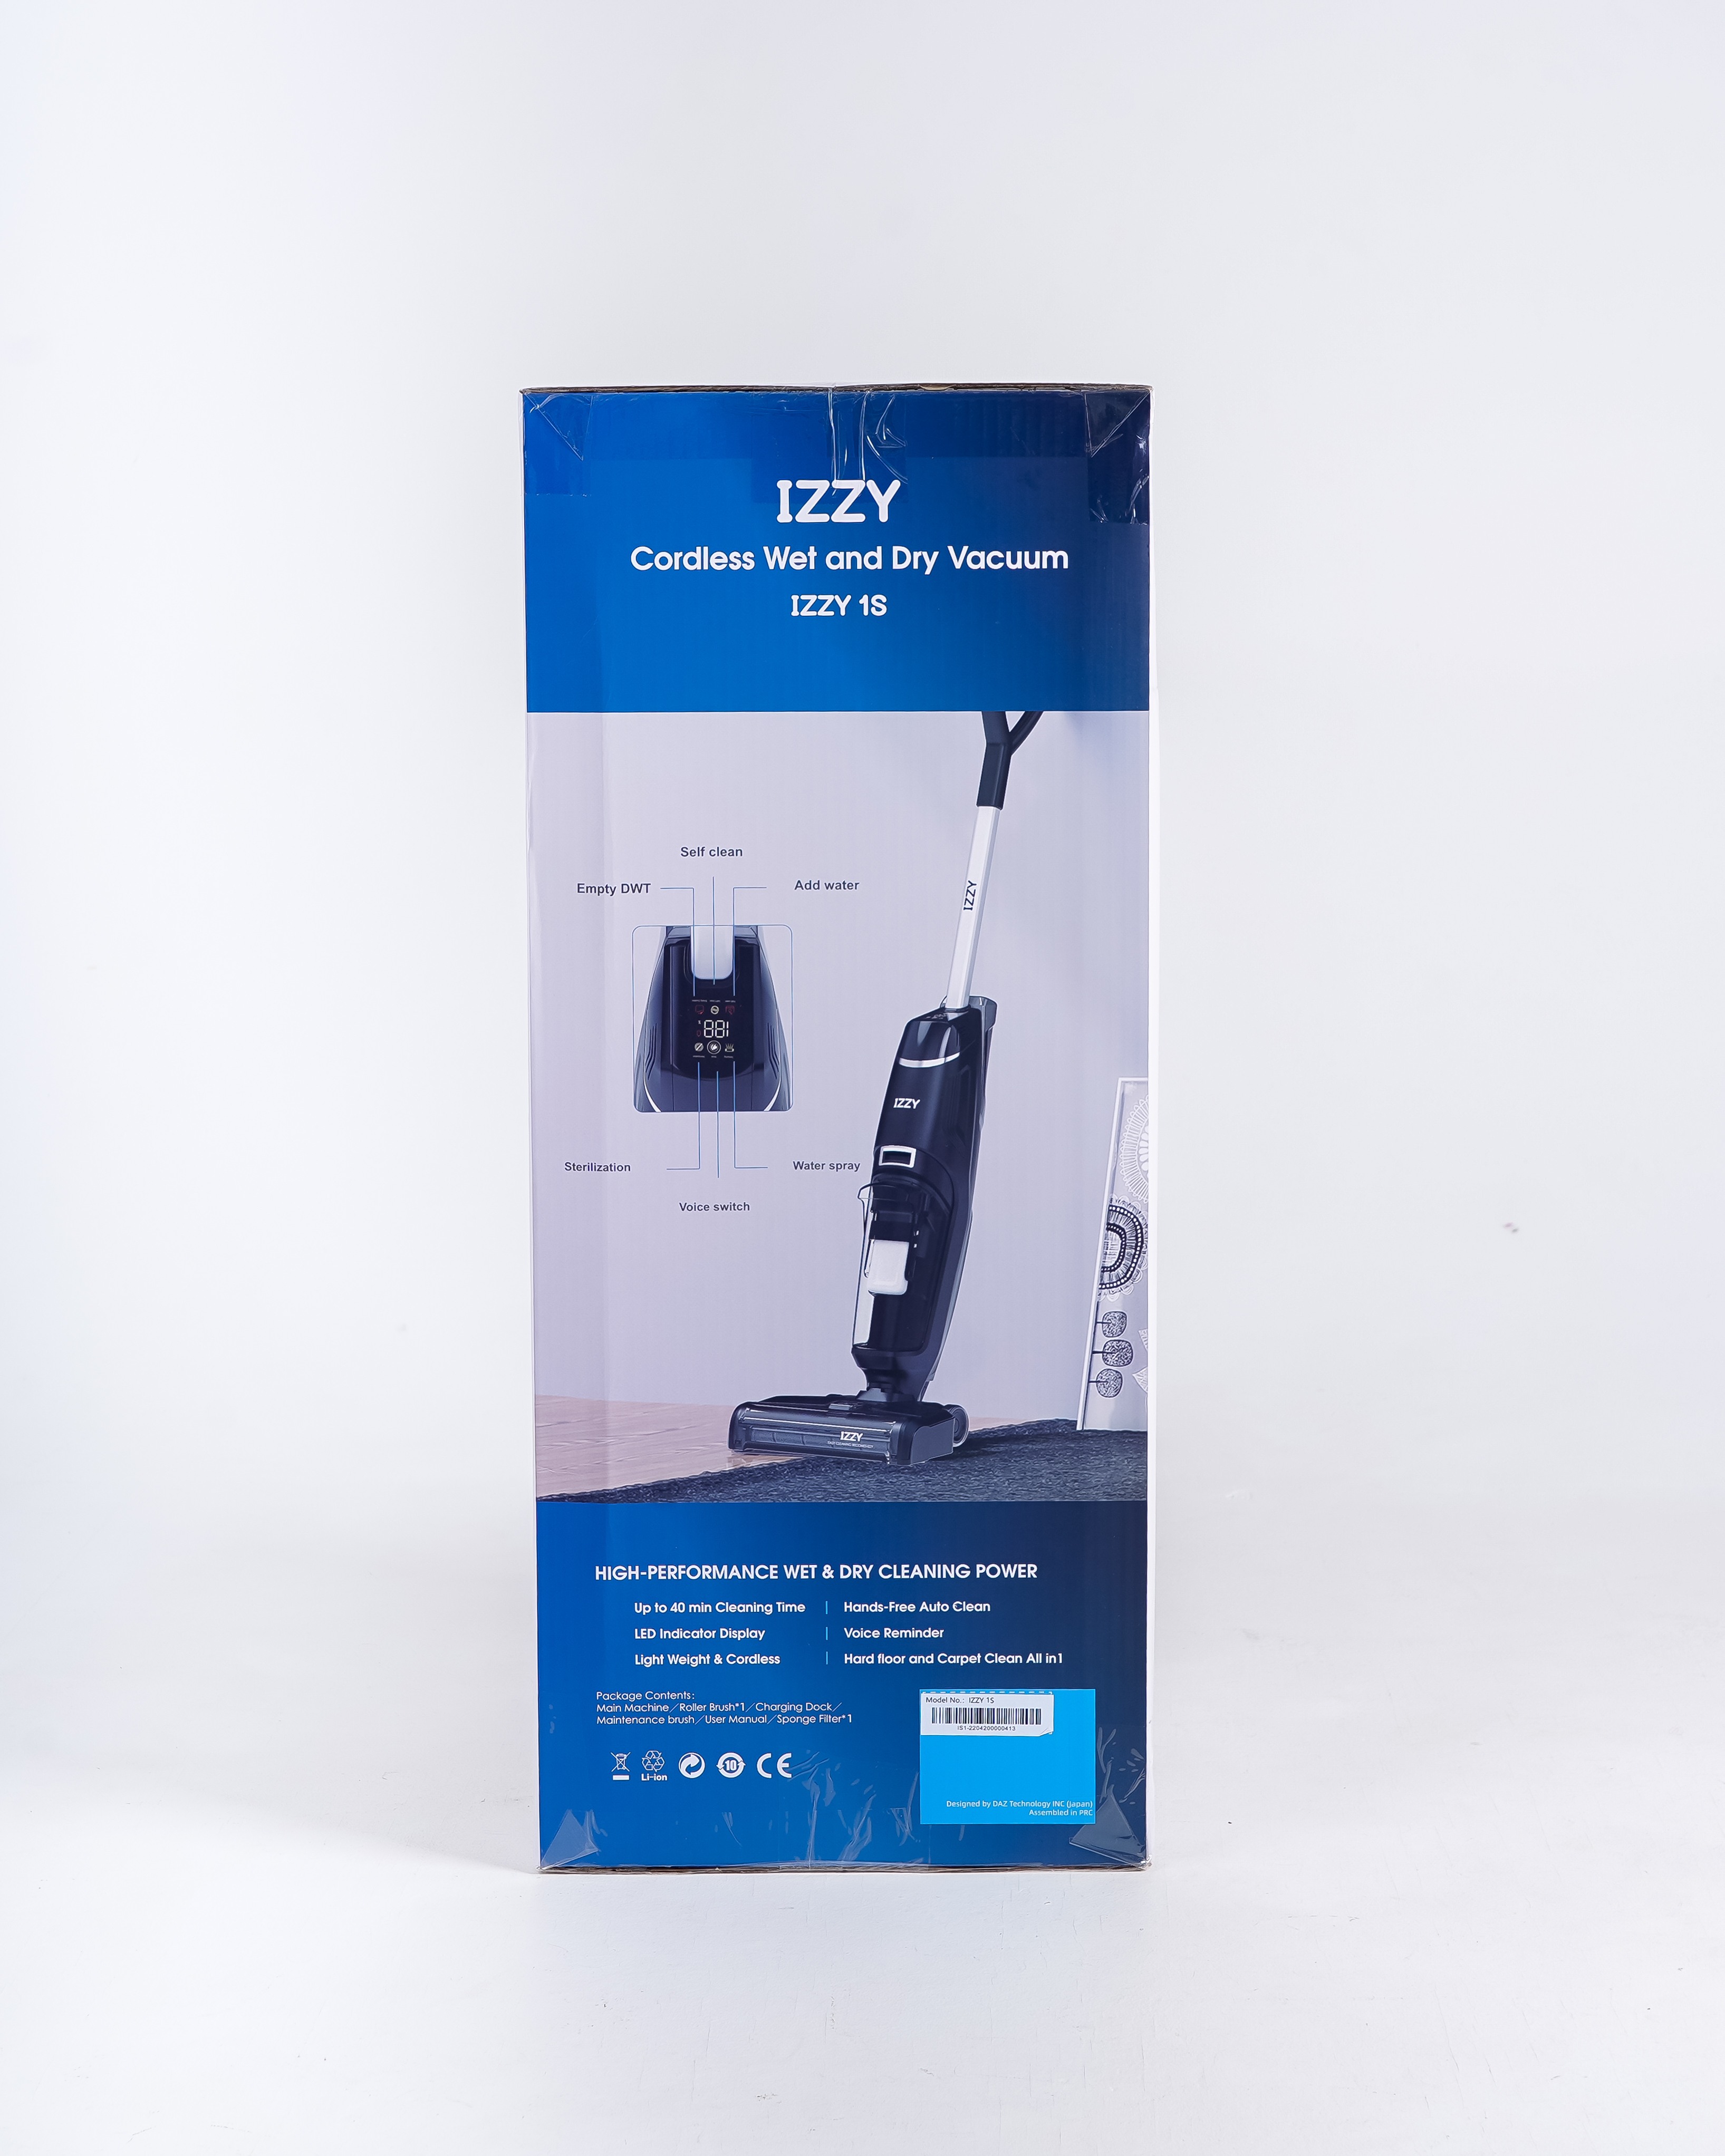 IZZY
Cordless Wet and Dry Vacuum
IZZY 1S
Self clean
Empty DWT
Add water
IZZY
88
IZZY
Sterilization
Water spray
Voice switch
IZZY
HIGH-PERFORMANCE WET & DRY CLEANING POWER
Up to 40 min Cleaning Time | Hands-Free Auto Clean
LED Indicator Display | Voice Reminder
Light Weight & Cordless | Hard floor and Carpet Clean All in1
Package Contents:
Main Machine/Roller Brush*1/Charging Dock/
Maintenance brush/User Manual/Sponge Filter*1
Model No.: IZZY 1S
IS1-2204200000413
Li-ion
10
CE
Designed by DAZ Technology INC (Japan)
Assembled in PRC